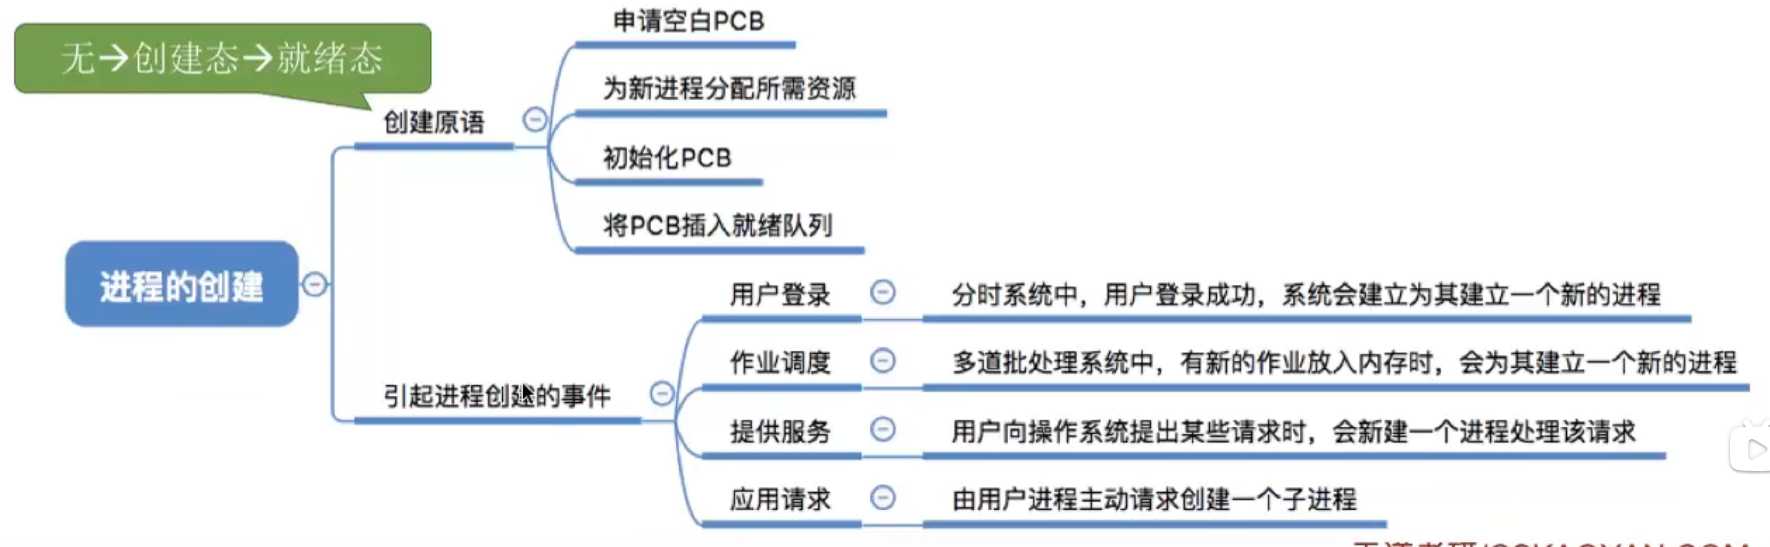 无→创建态→就绪态
进程的创建
创建原语
申请空白PCB
为新进程分配所需资源
初始化PCB
将PCB插入就绪队列
引起进程创建的事件
用户登录
分时系统中，用户登录成功，系统会建立为其建立一个新的进程
作业调度
多道批处理系统中，有新的作业放入内存时，会为其建立一个新的进程
提供服务
用户向操作系统提出某些请求时，会新建一个进程处理该请求
应用请求
由用户进程主动请求创建一个子进程